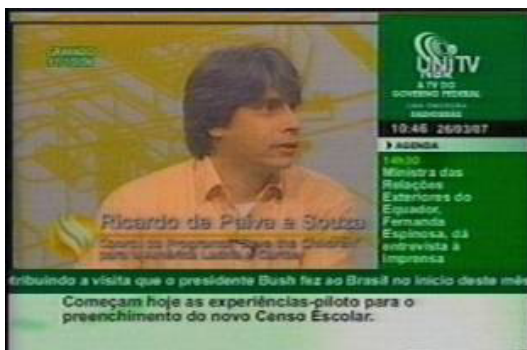 GRAVADO
UNITV
A TV DO
GOVERNO FEDERAL
10:46 26/03/07
AGENDA
14h30
Ministra das
Relações
Exteriores do
Equador,
Fernanda
Espinosa, dá
entrevista à
imprensa
Ricardo de Paiva e Souza
tribuindo a visita que o presidente Bush fez ao Brasil no início deste mês
Começam hoje as experiências-piloto para o
preenchimento do novo Censo Escolar.